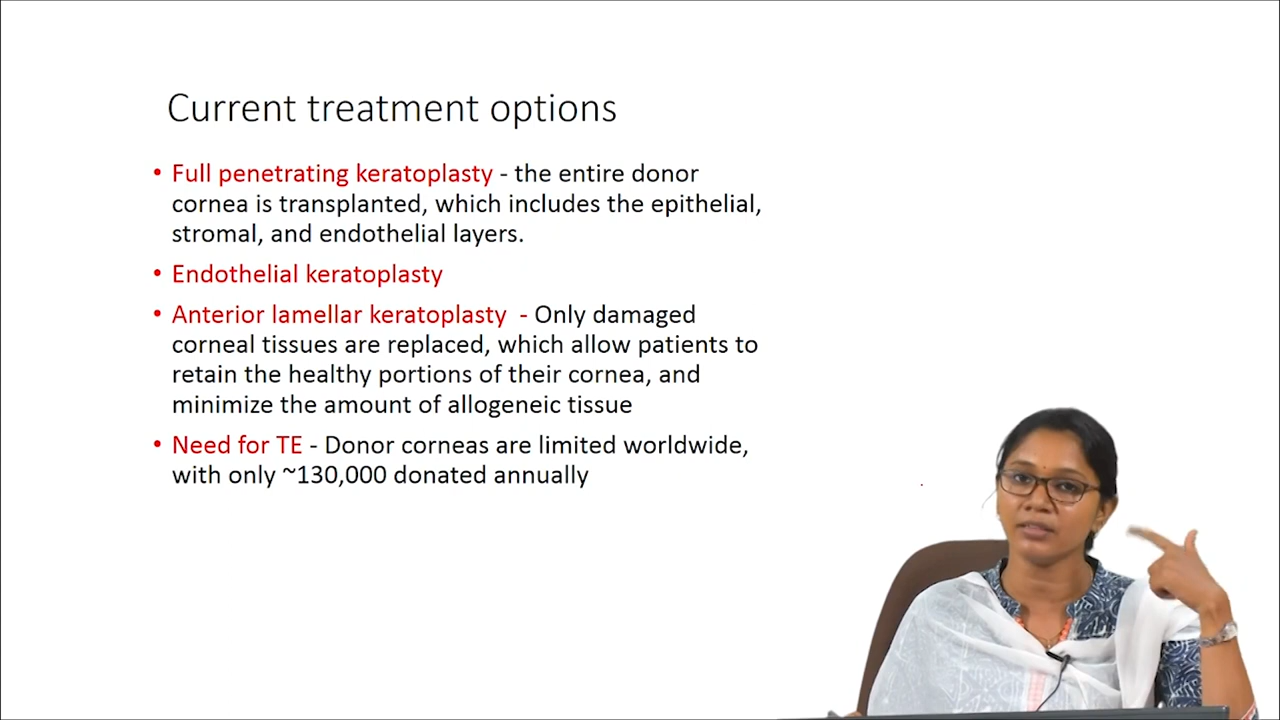 Current treatment options
• Full penetrating keratoplasty - the entire donor
cornea is transplanted, which includes the epithelial,
stromal, and endothelial layers.
• Endothelial keratoplasty
• Anterior lamellar keratoplasty - Only damaged
corneal tissues are replaced, which allow patients to
retain the healthy portions of their cornea, and
minimize the amount of allogeneic tissue
• Need for TE - Donor corneas are limited worldwide,
with only ~130,000 donated annually